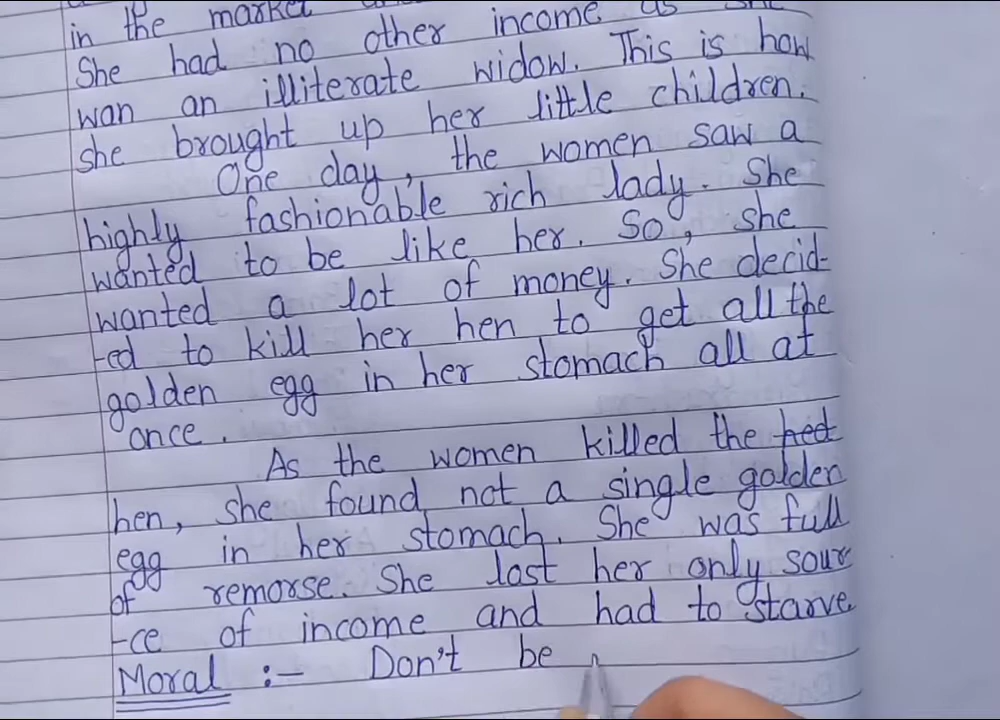 in the market
She had no other income as she
wan an illiterate widow. This is how
she brought up her little children.
One day, the women saw a
highly fashionable rich lady. She
wanted to be like her. So, she
wanted a lot of money. She decid-
-ed to kill her hen to get all the
golden egg in her stomach all at
once.
As the women killed the hed
hen, she found not a single golden
egg in her stomach. She was full
of remorse. She lost her only sour
-ce of income and had to starve.
Moral :- Don't be